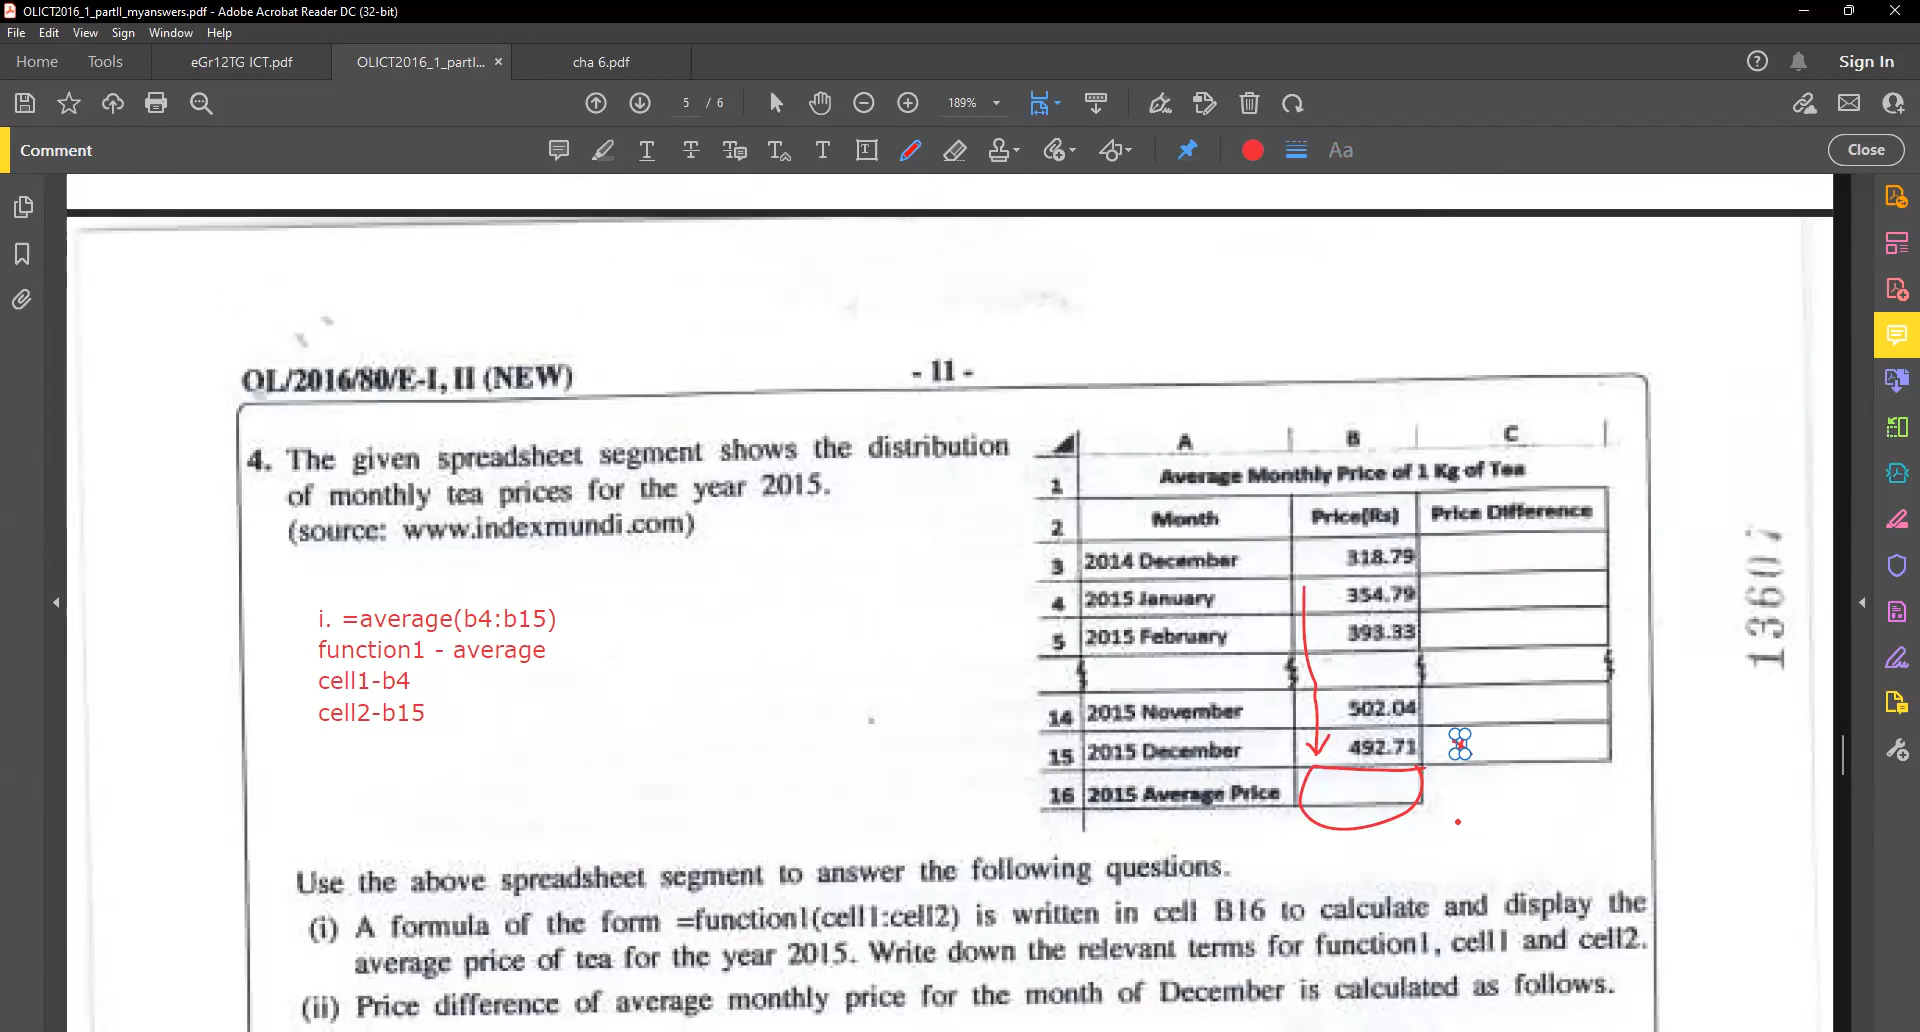 OLICT2016_1_partII_myanswers.pdf - Adobe Acrobat Reader DC (32-bit)
File Edit View Sign Window Help
Home Tools eGr12TG ICT.pdf OLICT2016_1_partI... × cha 6.pdf Sign In
5 / 6 189%
Comment Aa Close
OL/2016/80/E-I, II (NEW) - 11 -
4. The given spreadsheet segment shows the distribution
of monthly tea prices for the year 2015.
(source: www.indexmundi.com)
i. =average(b4:b15)
function1 - average
cell1-b4
cell2-b15
A B C
1 Average Monthly Price of 1 Kg of Tea
2 Month Price(Rs) Price Difference
3 2014 December 318.79
4 2015 January 354.79
5 2015 February 393.33
14 2015 November 502.04
15 2015 December 492.71
16 2015 Average Price
13607
Use the above spreadsheet segment to answer the following questions.
(i) A formula of the form =function1(cell1:cell2) is written in cell B16 to calculate and display the
average price of tea for the year 2015. Write down the relevant terms for function1, cell1 and cell2.
(ii) Price difference of average monthly price for the month of December is calculated as follows.